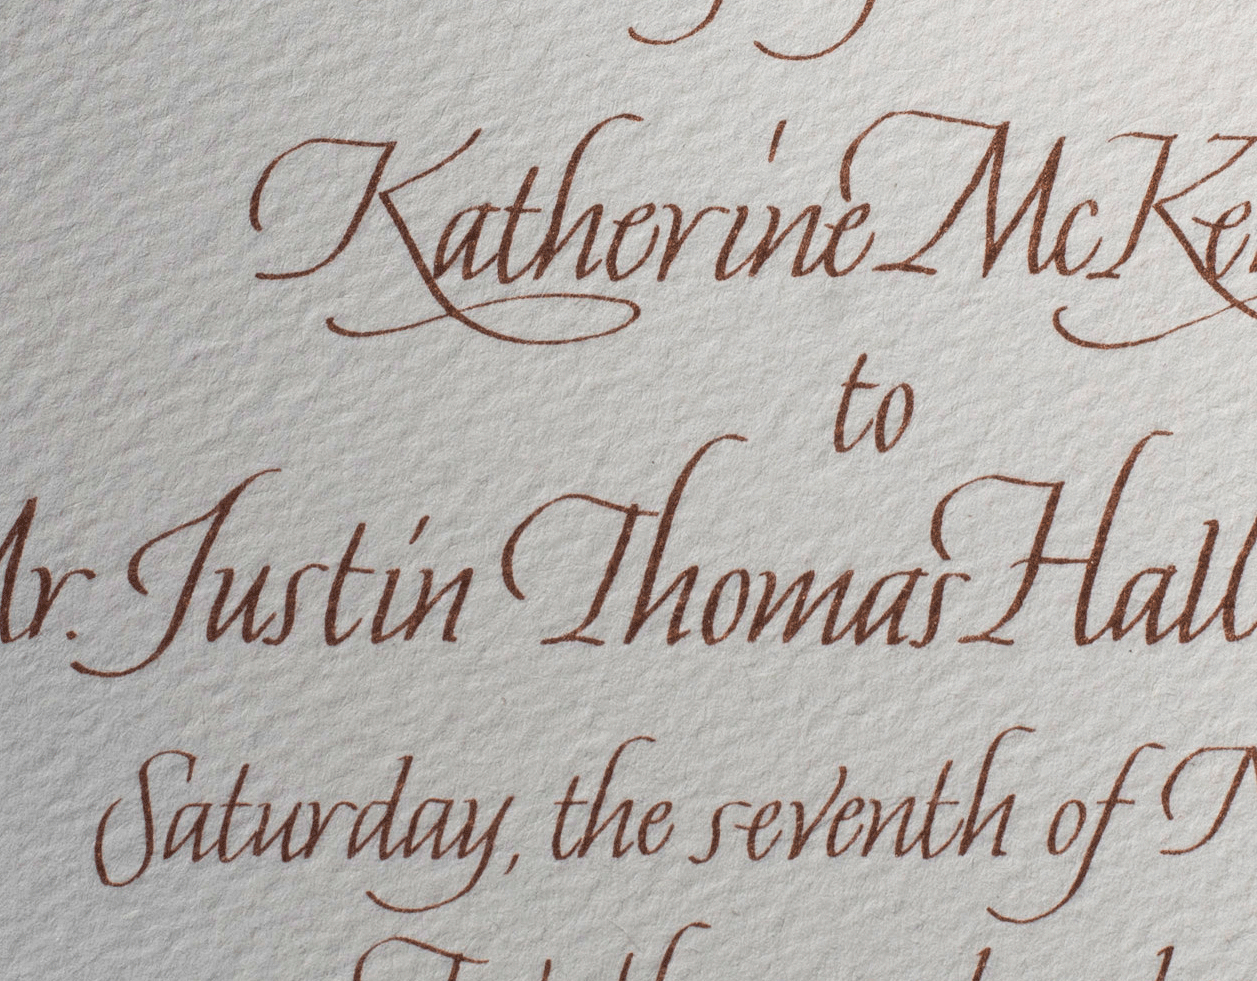 Katherine McKe
to
Mr. Justin Thomas Hall
Saturday, the seventh of